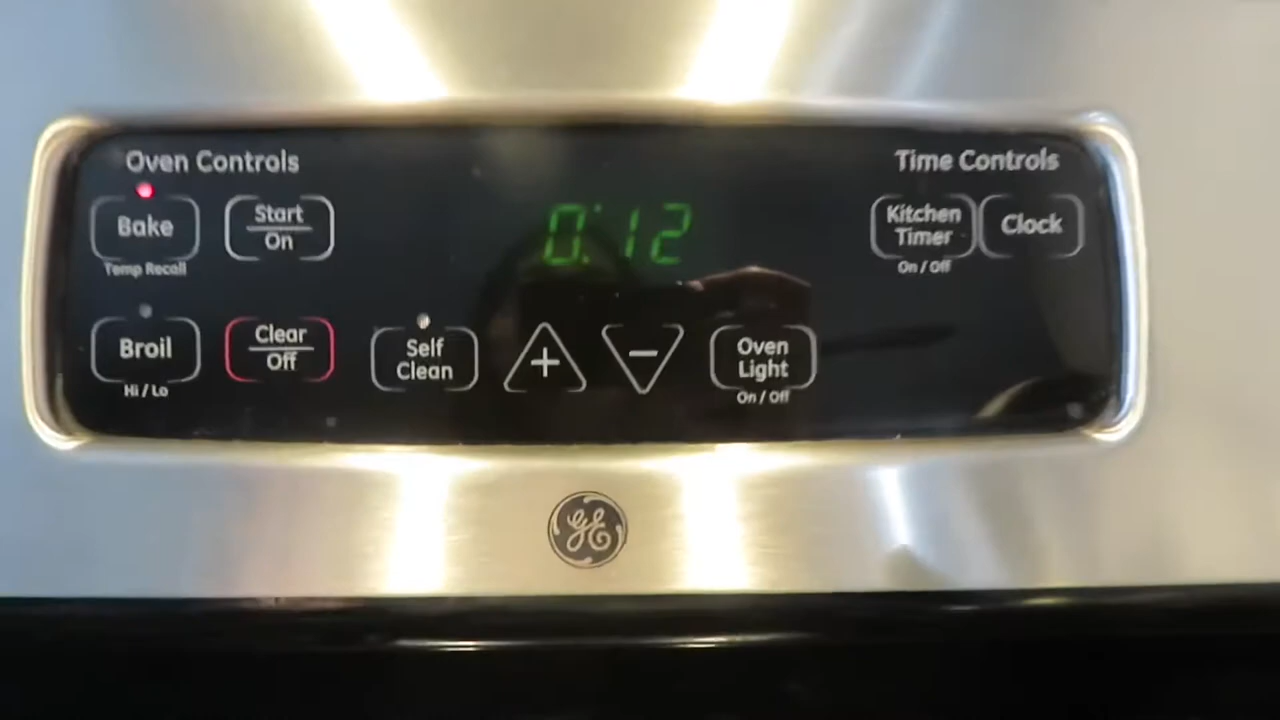 Oven Controls
Time Controls
Bake
Start
On
0:12
Kitchen
Timer
Clock
Temp Recall
On / Off
Broil
Clear
Off
Self
Clean
+
−
Oven
Light
Hi / Lo
On / Off
GE